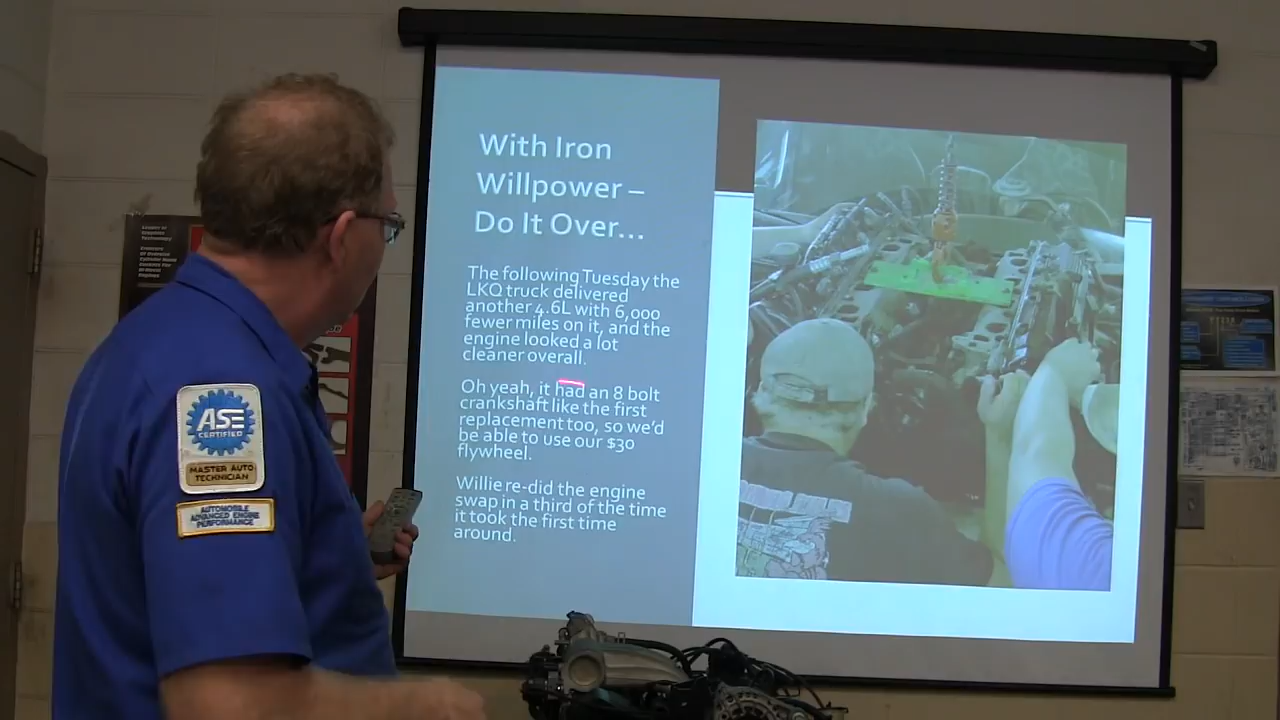 With Iron
Willpower –
Do It Over...
The following Tuesday the
LKQ truck delivered
another 4.6L with 6,000
fewer miles on it, and the
engine looked a lot
cleaner overall.
Oh yeah, it had an 8 bolt
crankshaft like the first
replacement too, so we'd
be able to use our $30
flywheel.
Willie re-did the engine
swap in a third of the time
it took the first time
around.
ASE
CERTIFIED
MASTER AUTO
TECHNICIAN
AUTOMOBILE
ADVANCED ENGINE
PERFORMANCE